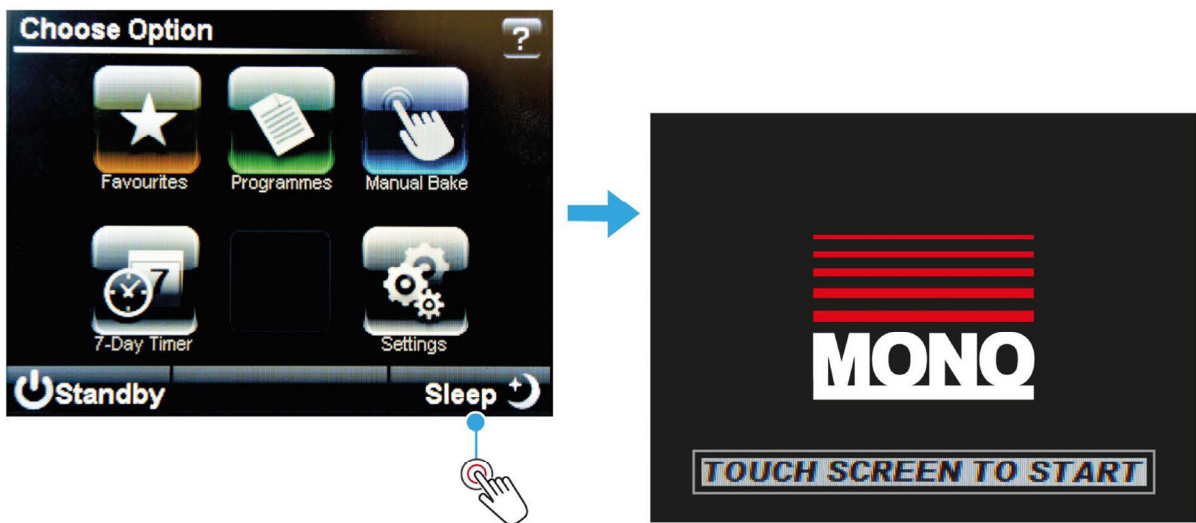 Choose Option
?
Favourites Programmes Manual Bake
7
7-Day Timer Settings
Standby Sleep
MONO
TOUCH SCREEN TO START